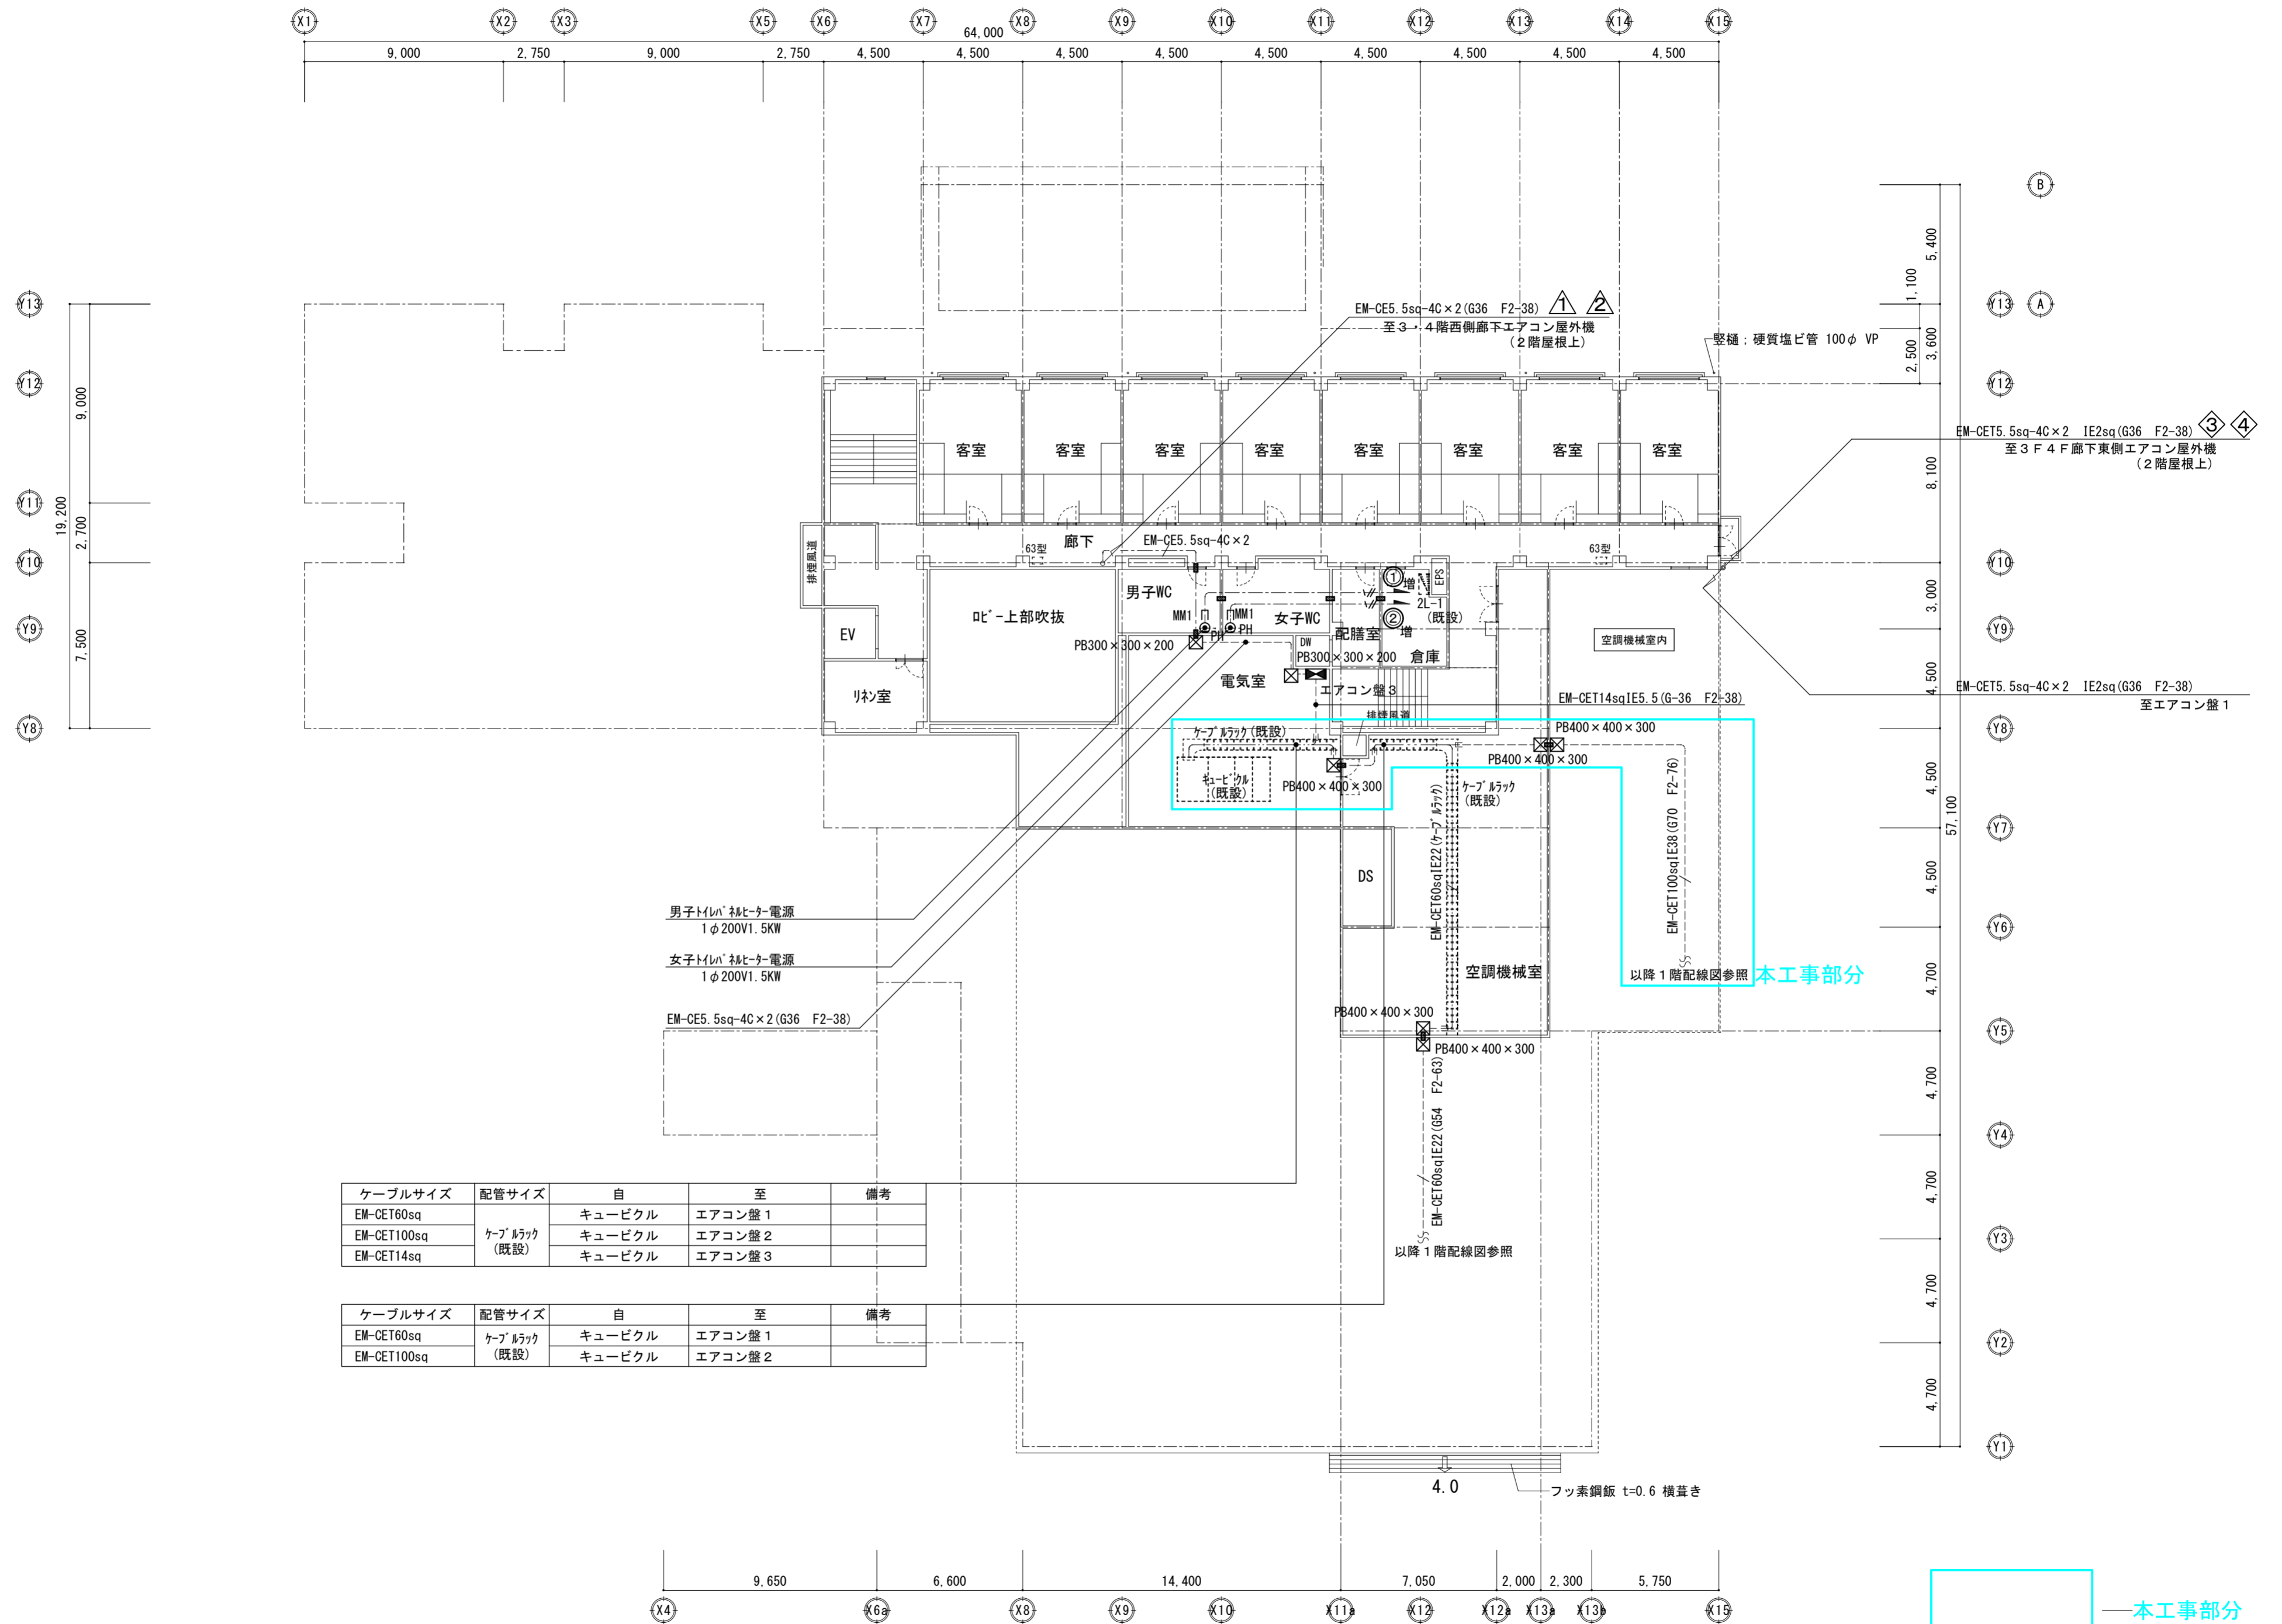 X1 X2 X3 X5 X6 X7 X8 X9 X10 X11 X12 X13 X14 X15
64,000
9,000 2,750 9,000 2,750 4,500 4,500 4,500 4,500 4,500 4,500 4,500 4,500 4,500
B
5,400
1,100
Y13
Y13 A
EM-CE5.5sq-4C×2(G36 F2-38) 1 2
至3・4階西側廊下エアコン屋外機
(2階屋根上)
竪樋;硬質塩ビ管 100φ VP
2,500
3,600
Y12
Y12
9,000
客室 客室 客室 客室 客室 客室 客室 客室
EM-CET5.5sq-4C×2 IE2sq(G36 F2-38) 3 4
至3F4F廊下東側エアコン屋外機
(2階屋根上)
8,100
Y11
Y11
19,200
2,700
排煙風道
63型
廊下
EM-CE5.5sq-4C×2
63型
Y10
Y10
男子WC
① 増
EPS
3,000
ロビー上部吹抜
MM1
MM1
2L-1
(既設)
女子WC
② 増
EV
PH
PH
配膳室
空調機械室内
Y9
Y9
7,500
PB300×300×200
DW
PB300×300×200
倉庫
4,500
リネン室
電気室
エアコン盤3
EM-CET14sqIE5.5(G-36 F2-38)
EM-CET5.5sq-4C×2 IE2sq(G36 F2-38)
至エアコン盤1
排煙風道
Y8
Y8
ケーブルラック(既設)
PB400×400×300
PB400×400×300
キュービクル
(既設)
PB400×400×300
ケーブルラック
(既設)
EM-CET60sqIE22(ケーブルラック)
EM-CET100sqIE38(G70 F2-76)
4,500
57,100
Y7
DS
4,500
男子トイレパネルヒーター電源
1φ200V1.5KW
Y6
女子トイレパネルヒーター電源
1φ200V1.5KW
空調機械室
以降1階配線図参照
本工事部分
4,700
EM-CE5.5sq-4C×2(G36 F2-38)
PB400×400×300
Y5
PB400×400×300
EM-CET60sqIE22(G54 F2-63)
4,700
Y4
ケーブルサイズ 配管サイズ 自 至 備考
EM-CET60sq キュービクル エアコン盤1
EM-CET100sq ケーブルラック キュービクル エアコン盤2
(既設)
EM-CET14sq キュービクル エアコン盤3
4,700
以降1階配線図参照
Y3
4,700
ケーブルサイズ 配管サイズ 自 至 備考
EM-CET60sq ケーブルラック キュービクル エアコン盤1
EM-CET100sq (既設) キュービクル エアコン盤2
Y2
4,700
Y1
4.0
フッ素鋼鈑 t=0.6 横葺き
9,650 6,600 14,400 7,050 2,000 2,300 5,750
X4 X6a X8 X9 X10 X11a X12 X12a X13a X13b X15
本工事部分